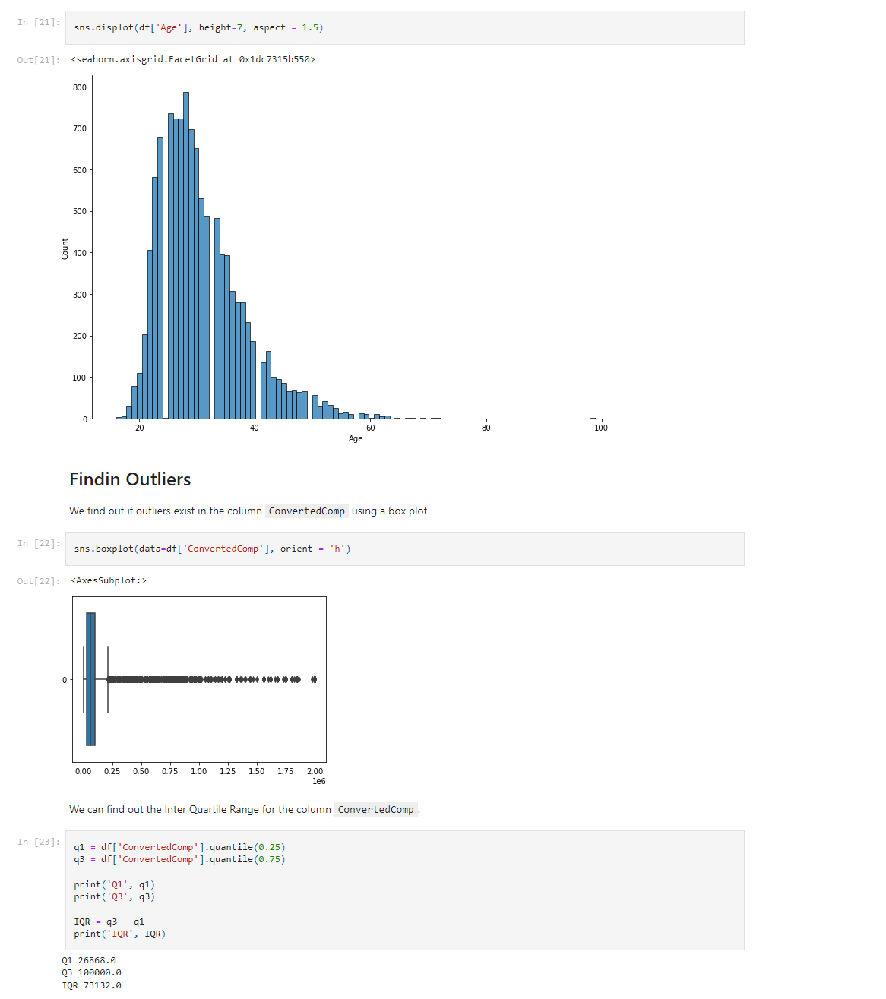 In [21]:
sns.displot(df['Age'], height=7, aspect = 1.5)
Out[21]:
<seaborn.axisgrid.FacetGrid at 0x1dc7315b550>
800
700
600
500
400
300
200
100
0
Count
20 40 60 80 100
Age
Findin Outliers
We find out if outliers exist in the column ConvertedComp using a box plot
In [22]:
sns.boxplot(data=df['ConvertedComp'], orient = 'h')
Out[22]:
<AxesSubplot:>
0
0.00 0.25 0.50 0.75 1.00 1.25 1.50 1.75 2.00
1e6
We can find out the Inter Quartile Range for the column ConvertedComp.
In [23]:
q1 = df['ConvertedComp'].quantile(0.25)
q3 = df['ConvertedComp'].quantile(0.75)
print('Q1', q1)
print('Q3', q3)
IQR = q3 - q1
print('IQR', IQR)
Q1 26868.0
Q3 100000.0
IQR 73132.0